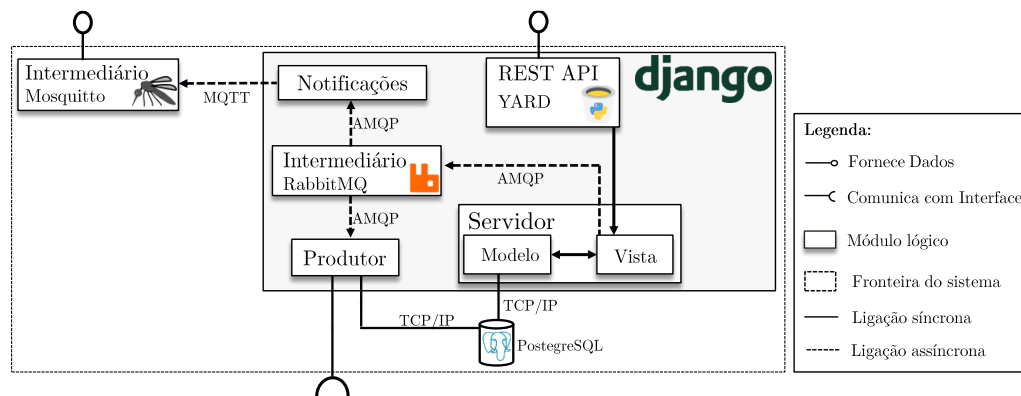 Intermediário
Mosquitto
MQTT
Notificações
REST API
YARD
django
AMQP
Intermediário
RabbitMQ
AMQP
AMQP
Servidor
Modelo
Vista
Produtor
TCP/IP
TCP/IP
PostegreSQL
Legenda:
Fornece Dados
Comunica com Interface
Módulo lógico
Fronteira do sistema
Ligação síncrona
Ligação assíncrona